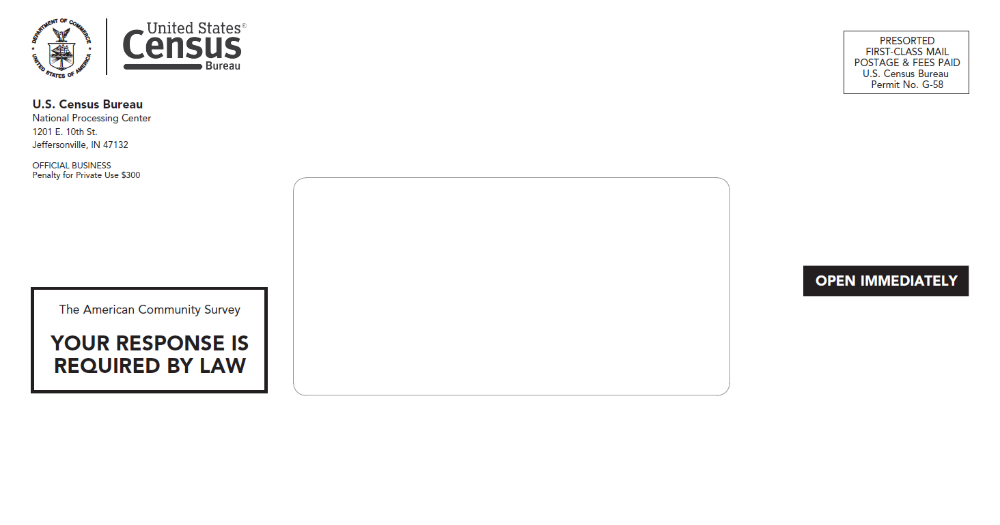 DEPARTMENT OF COMMERCE
UNITED STATES OF AMERICA
United States®
Census
Bureau
PRESORTED
FIRST-CLASS MAIL
POSTAGE & FEES PAID
U.S. Census Bureau
Permit No. G-58
U.S. Census Bureau
National Processing Center
1201 E. 10th St.
Jeffersonville, IN 47132
OFFICIAL BUSINESS
Penalty for Private Use $300
OPEN IMMEDIATELY
The American Community Survey
YOUR RESPONSE IS
REQUIRED BY LAW